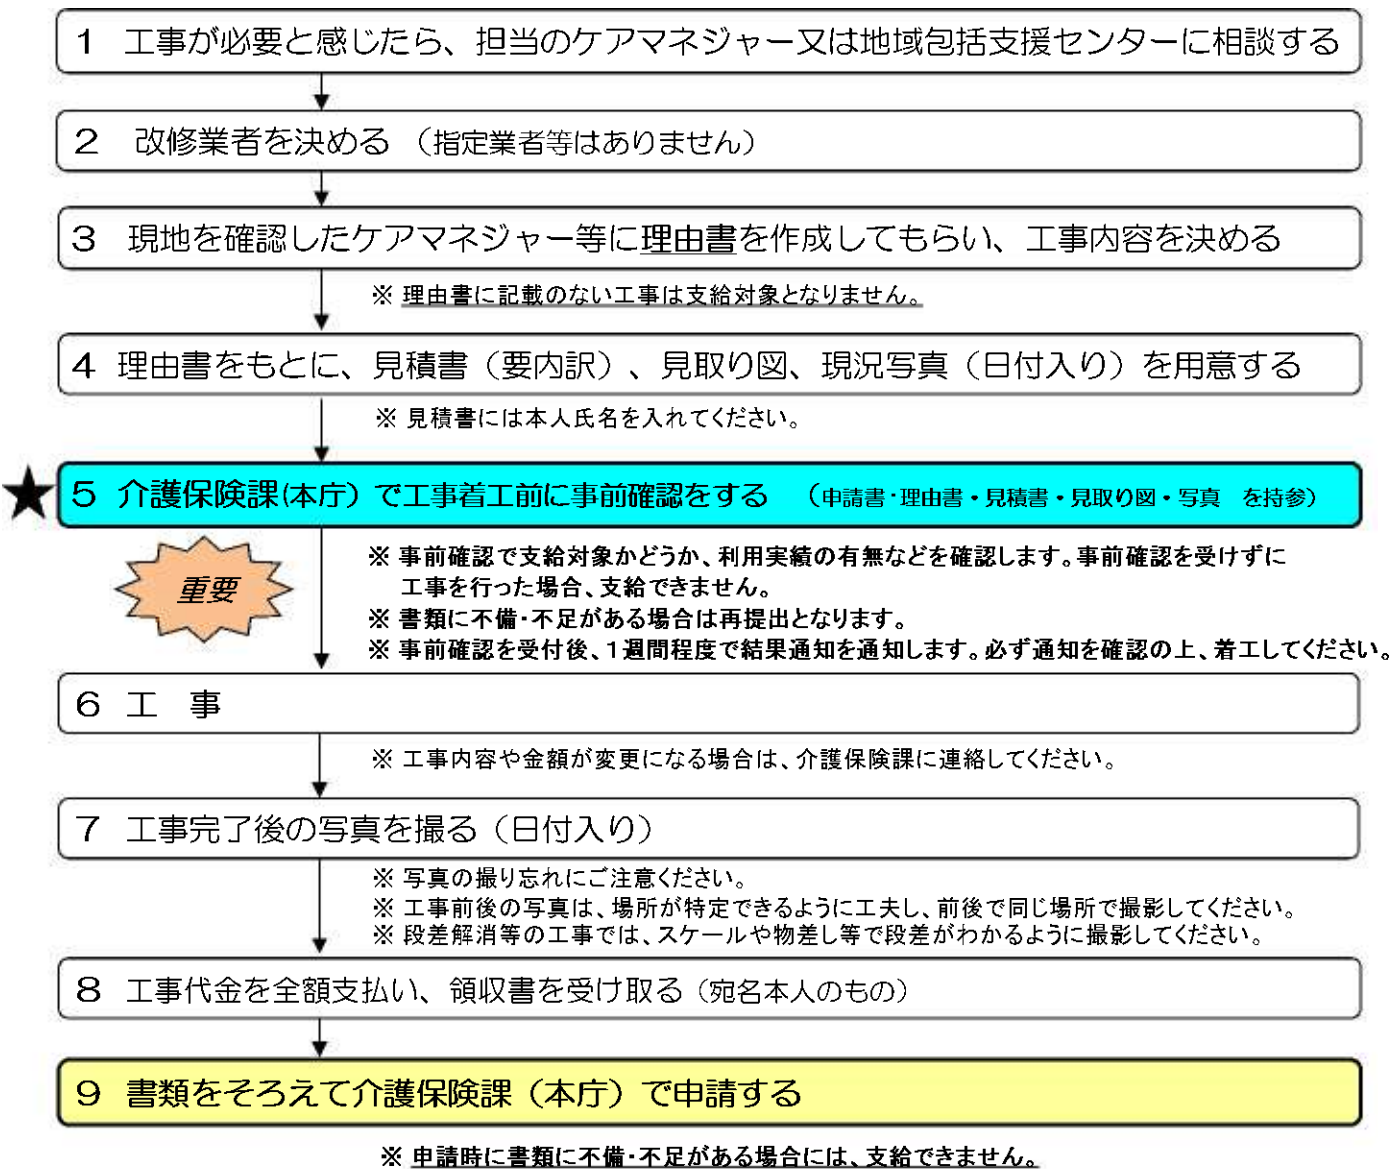 1 工事が必要と感じたら、担当のケアマネジャー又は地域包括支援センターに相談する
2 改修業者を決める （指定業者等はありません）
3 現地を確認したケアマネジャー等に理由書を作成してもらい、工事内容を決める
※ 理由書に記載のない工事は支給対象となりません。
4 理由書をもとに、見積書（要内訳）、見取り図、現況写真（日付入り）を用意する
※ 見積書には本人氏名を入れてください。
★ 5 介護保険課(本庁）で工事着工前に事前確認をする （申請書・理由書・見積書・見取り図・写真 を持参）
重要
※ 事前確認で支給対象かどうか、利用実績の有無などを確認します。事前確認を受けずに
工事を行った場合、支給できません。
※ 書類に不備・不足がある場合は再提出となります。
※ 事前確認を受付後、1週間程度で結果通知を通知します。必ず通知を確認の上、着工してください。
6 工 事
※ 工事内容や金額が変更になる場合は、介護保険課に連絡してください。
7 工事完了後の写真を撮る（日付入り）
※ 写真の撮り忘れにご注意ください。
※ 工事前後の写真は、場所が特定できるように工夫し、前後で同じ場所で撮影してください。
※ 段差解消等の工事では、スケールや物差し等で段差がわかるように撮影してください。
8 工事代金を全額支払い、領収書を受け取る（宛名本人のもの）
9 書類をそろえて介護保険課（本庁）で申請する
※ 申請時に書類に不備・不足がある場合には、支給できません。